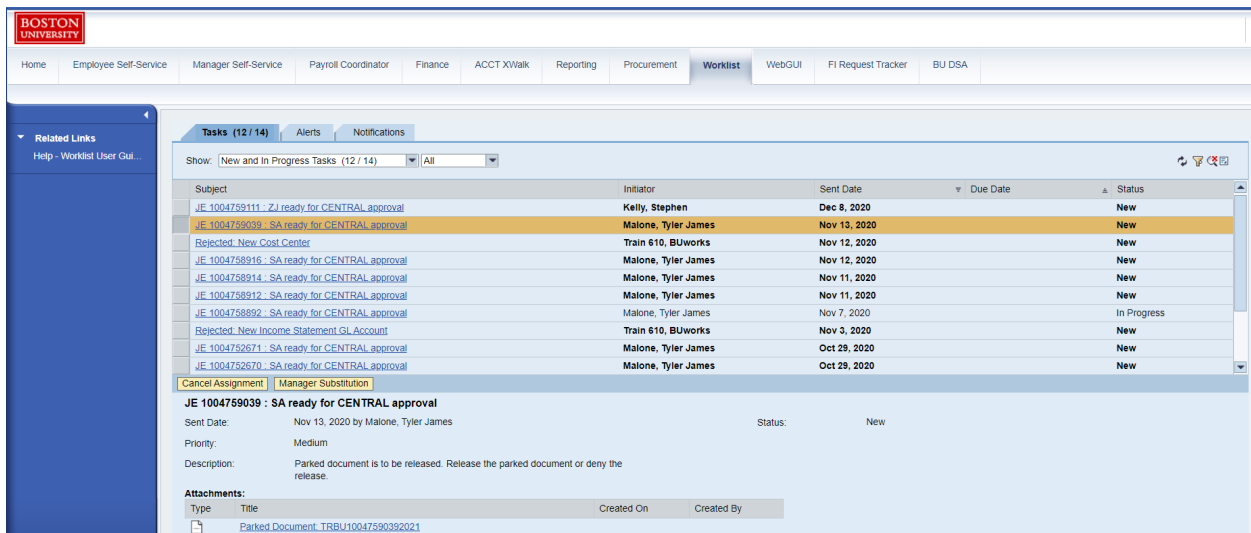 BOSTON
UNIVERSITY
Home Employee Self-Service Manager Self-Service Payroll Coordinator Finance ACCT XWalk Reporting Procurement Worklist WebGUI FI Request Tracker BU DSA
Related Links
Help - Worklist User Gui...
Tasks (12 / 14) Alerts Notifications
Show: New and In Progress Tasks (12 / 14) All
Subject Initiator Sent Date Due Date Status
JE 1004759111 : ZJ ready for CENTRAL approval Kelly, Stephen Dec 8, 2020 New
JE 1004759039 : SA ready for CENTRAL approval Malone, Tyler James Nov 13, 2020 New
Rejected: New Cost Center Train 610, BUworks Nov 12, 2020 New
JE 1004758916 : SA ready for CENTRAL approval Malone, Tyler James Nov 12, 2020 New
JE 1004758914 : SA ready for CENTRAL approval Malone, Tyler James Nov 11, 2020 New
JE 1004758912 : SA ready for CENTRAL approval Malone, Tyler James Nov 11, 2020 New
JE 1004758892 : SA ready for CENTRAL approval Malone, Tyler James Nov 7, 2020 In Progress
Rejected: New Income Statement GL Account Train 610, BUworks Nov 3, 2020 New
JE 1004752671 : SA ready for CENTRAL approval Malone, Tyler James Oct 29, 2020 New
JE 1004752670 : SA ready for CENTRAL approval Malone, Tyler James Oct 29, 2020 New
Cancel Assignment Manager Substitution
JE 1004759039 : SA ready for CENTRAL approval
Sent Date: Nov 13, 2020 by Malone, Tyler James Status: New
Priority: Medium
Description: Parked document is to be released. Release the parked document or deny the
release.
Attachments:
Type Title Created On Created By
Parked Document: TRBU10047590392021